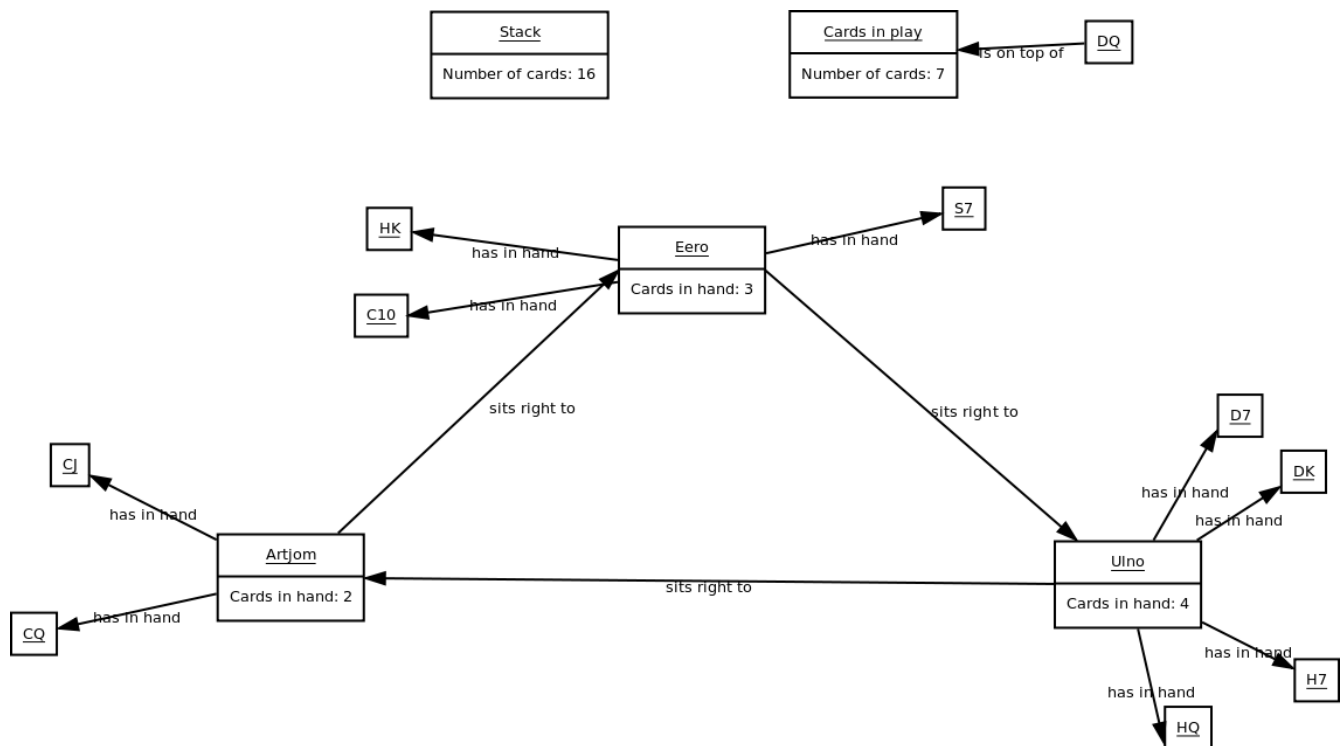 Stack
Number of cards: 16
Cards in play
Number of cards: 7
is on top of
DQ
HK
has in hand
C10
has in hand
Eero
Cards in hand: 3
has in hand
S7
sits right to
sits right to
CJ
has in hand
Artjom
Cards in hand: 2
has in hand
CQ
sits right to
Ulno
Cards in hand: 4
D7
has in hand
DK
has in hand
has in hand
H7
has in hand
HQ